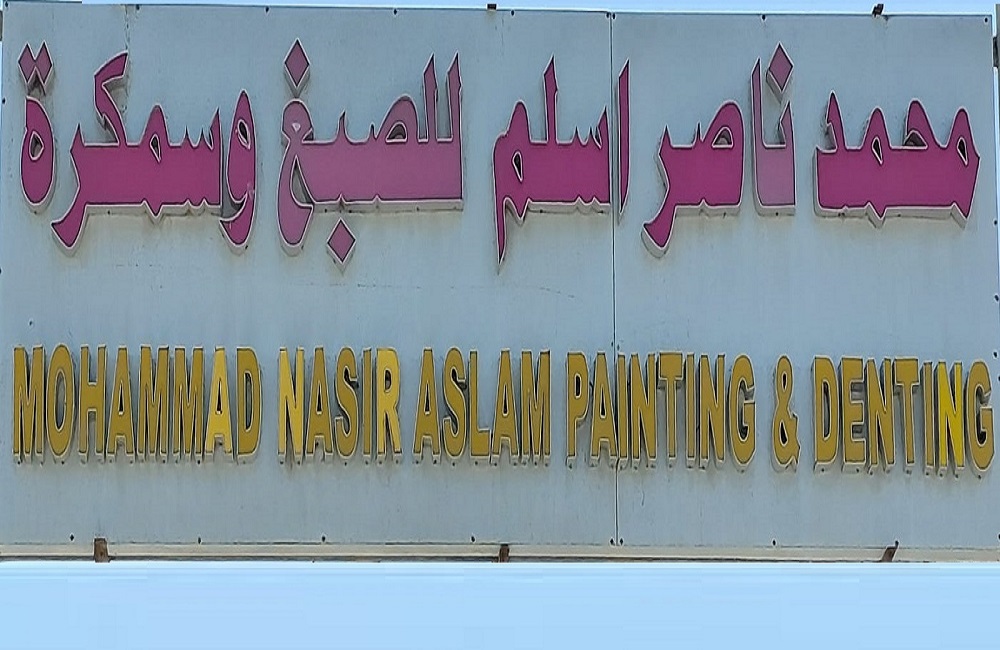 محمد ناصر اسلم للصبغ وسمكرة
MOHAMMAD NASIR ASLAM PAINTING & DENTING